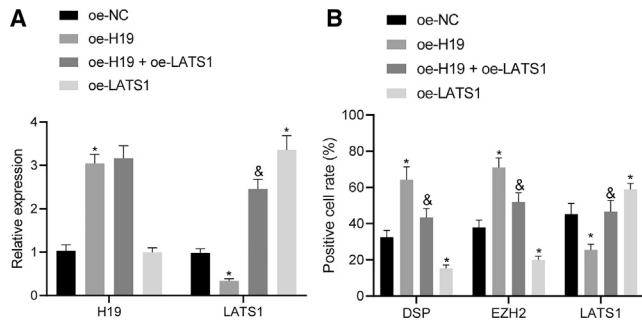 A
oe-NC
oe-H19
oe-H19 + oe-LATS1
oe-LATS1
Relative expression
4
3
2
1
0
*
*
&
*
H19
LATS1
B
oe-NC
oe-H19
oe-H19 + oe-LATS1
oe-LATS1
Positive cell rate (%)
100
80
60
40
20
0
*
&
*
*
&
*
*
&
*
DSP
EZH2
LATS1